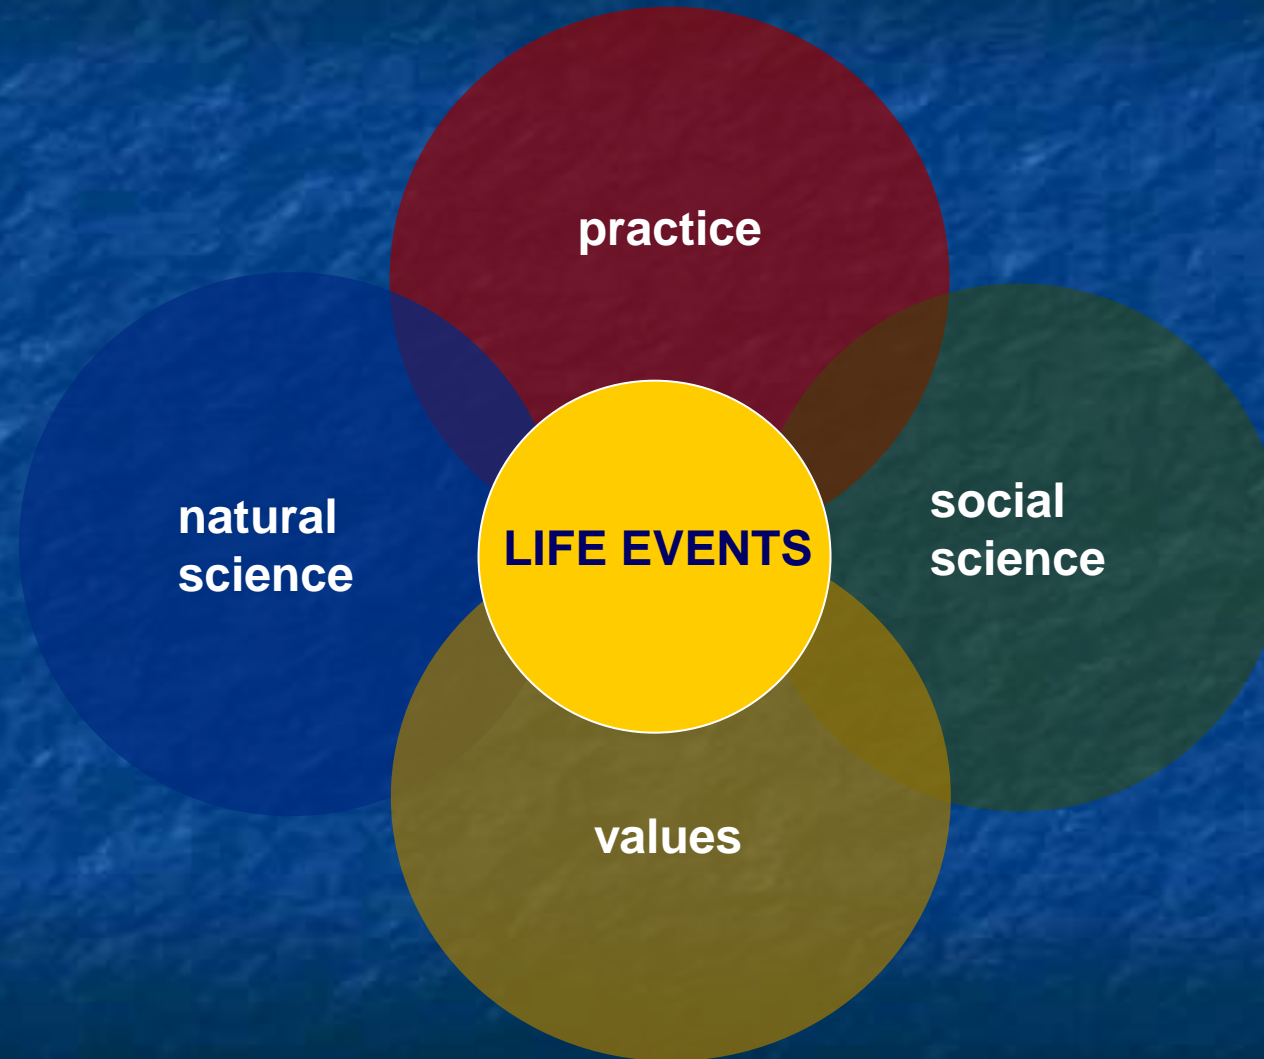 practice
natural
science
LIFE EVENTS
social
science
values